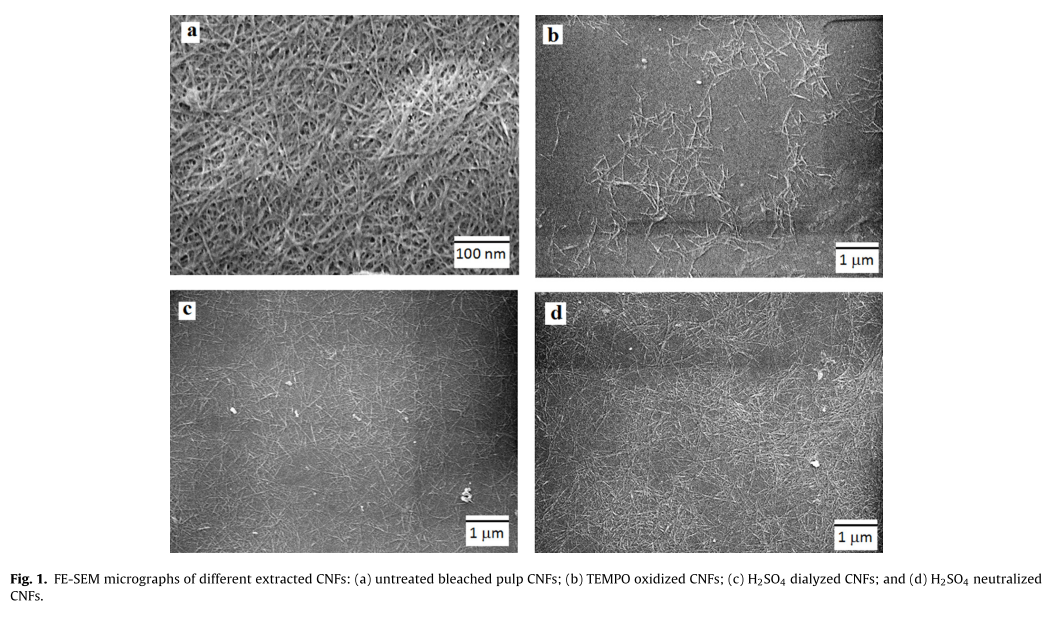 a
b
100 nm
1 µm
c
d
1 µm
1 µm
Fig. 1. FE-SEM micrographs of different extracted CNFs: (a) untreated bleached pulp CNFs; (b) TEMPO oxidized CNFs; (c) H₂SO₄ dialyzed CNFs; and (d) H₂SO₄ neutralized
CNFs.